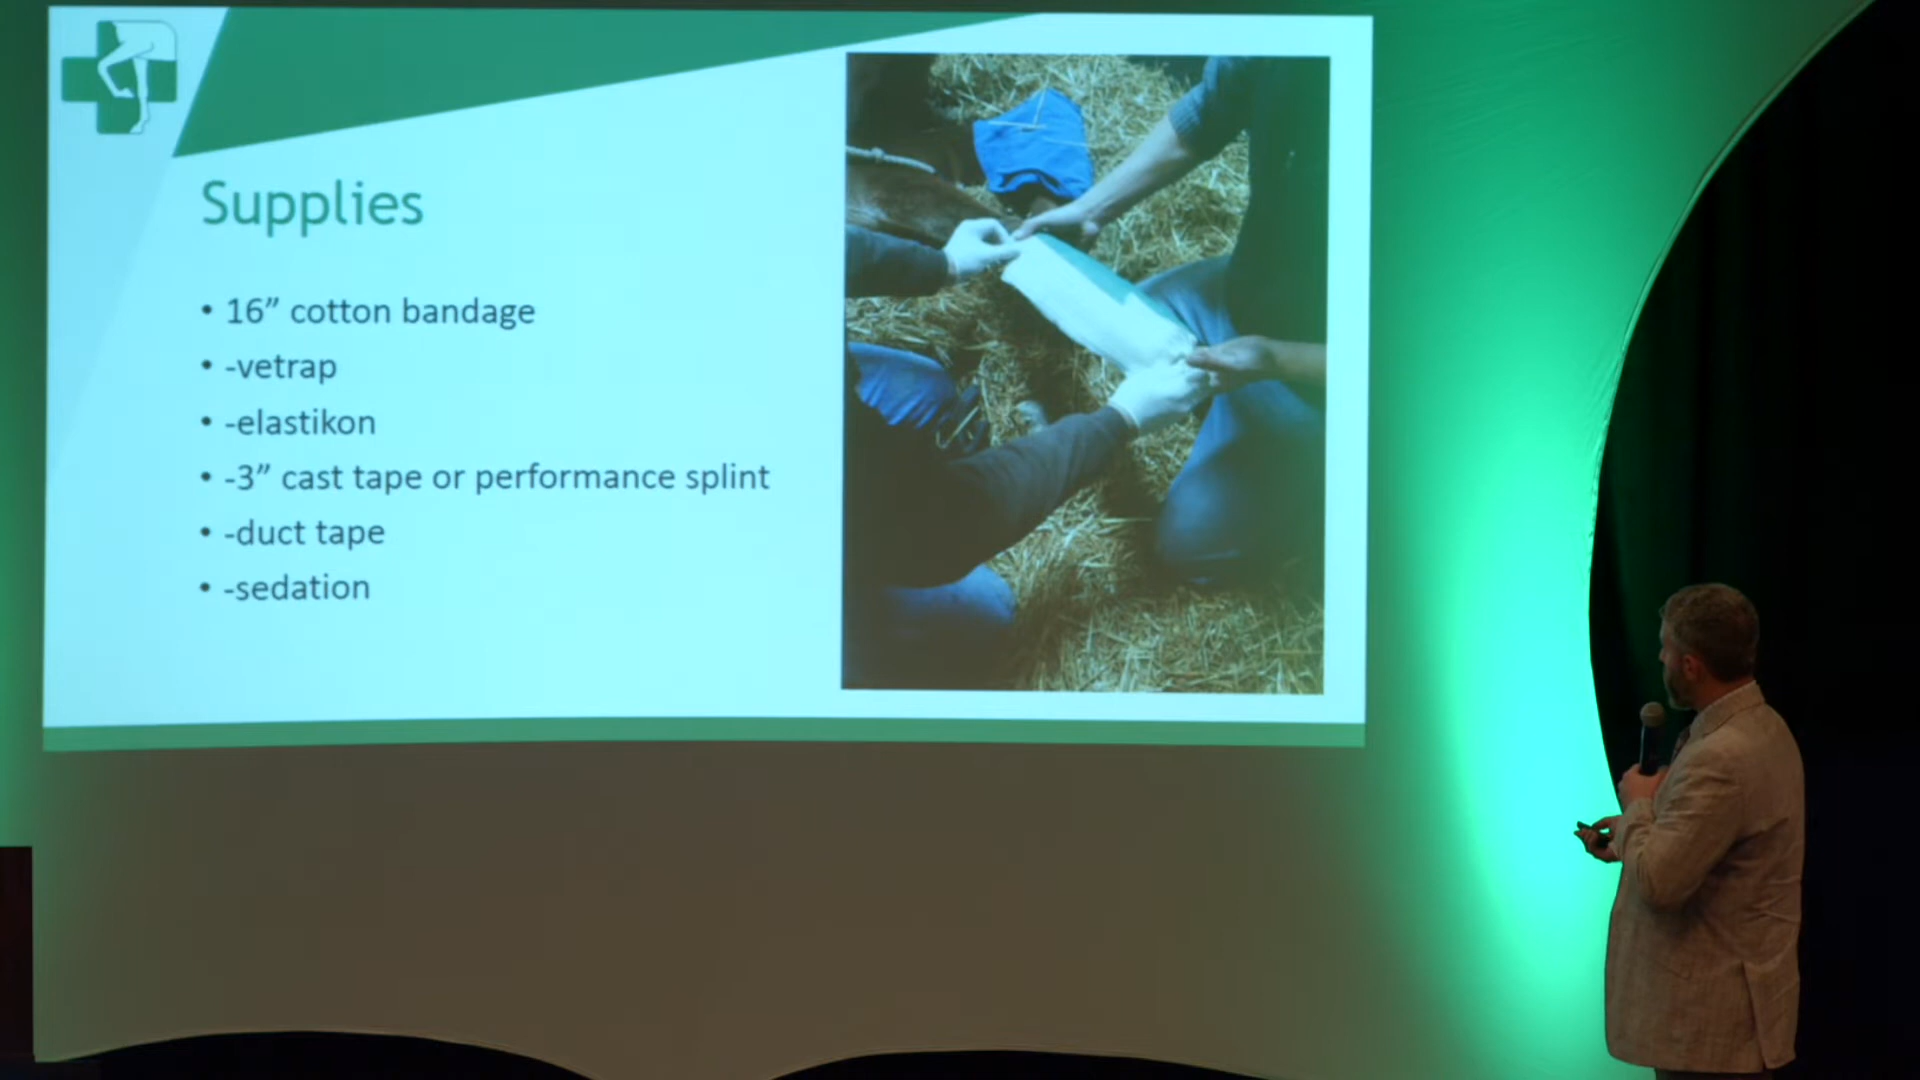 Supplies
• 16” cotton bandage
• -vetrap
• -elastikon
• -3” cast tape or performance splint
• -duct tape
• -sedation